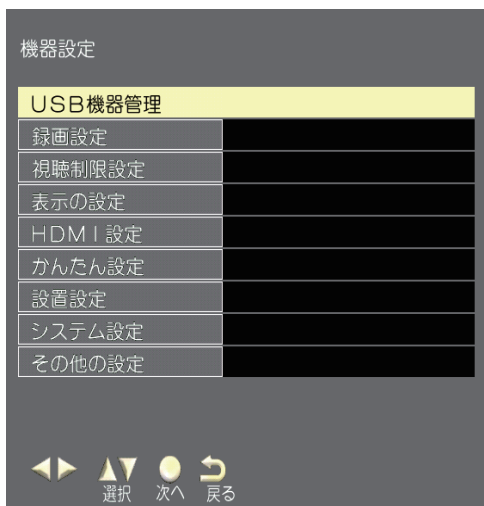 機器設定
ＵＳＢ機器管理
録画設定
視聴制限設定
表示の設定
ＨＤＭＩ設定
かんたん設定
設置設定
システム設定
その他の設定
選択 次へ 戻る